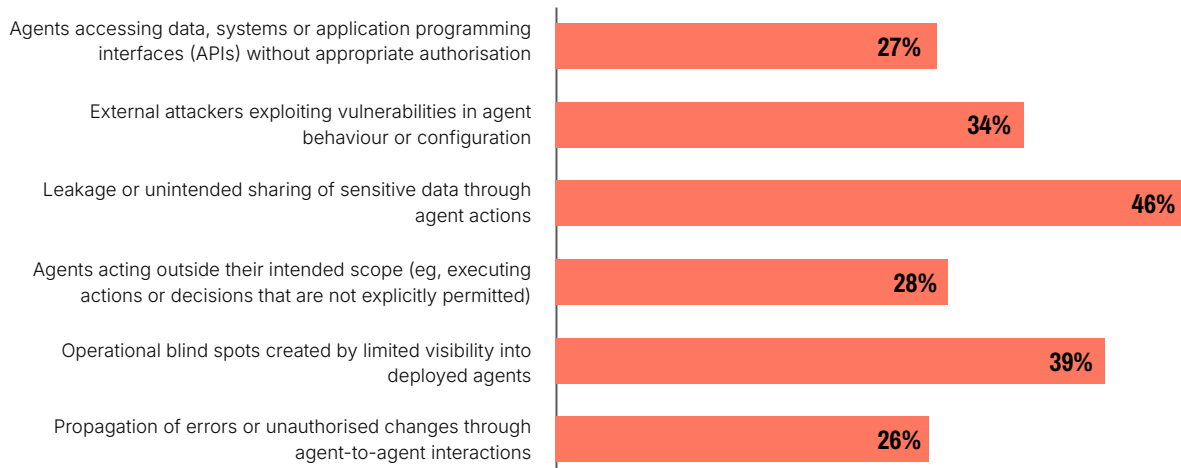 Agents accessing data, systems or application programming
interfaces (APIs) without appropriate authorisation
27%
External attackers exploiting vulnerabilities in agent
behaviour or configuration
34%
Leakage or unintended sharing of sensitive data through
agent actions
46%
Agents acting outside their intended scope (eg, executing
actions or decisions that are not explicitly permitted)
28%
Operational blind spots created by limited visibility into
deployed agents
39%
Propagation of errors or unauthorised changes through
agent-to-agent interactions
26%